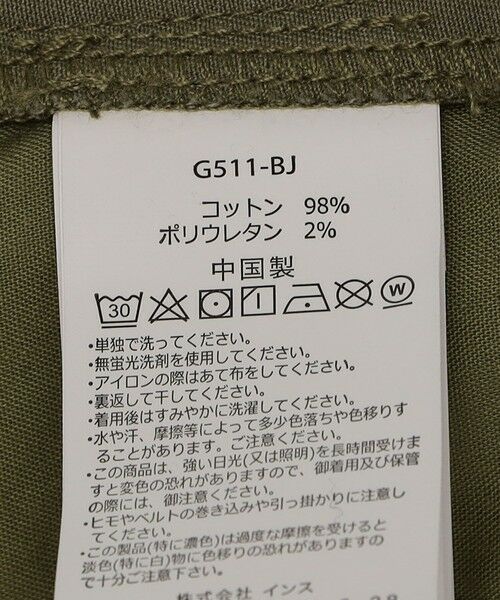 G511-BJ
コットン 98%
ポリウレタン 2%
中国製
30 W
・単独で洗ってください。
・無蛍光洗剤を使用してください。
・アイロンの際はあて布をしてください。
・裏返して干してください。
・着用後はすみやかに洗濯してください。
・水や汗、摩擦等によって多少色落ちや色移りす
ることがあります。ご注意ください。
・この商品は、強い日光(又は照明)を長時間受けま
すと変色の恐れがありますので、御着用及び保管
の際には、御注意ください。
・ヒモやベルトの巻き込みや引っ掛かりに注意し
てください。
・この製品(特に濃色)は過度な摩擦を受けると
淡色(特に白)物に色移りの恐れがありますの
で十分ご注意下さい。
株式会社 インス